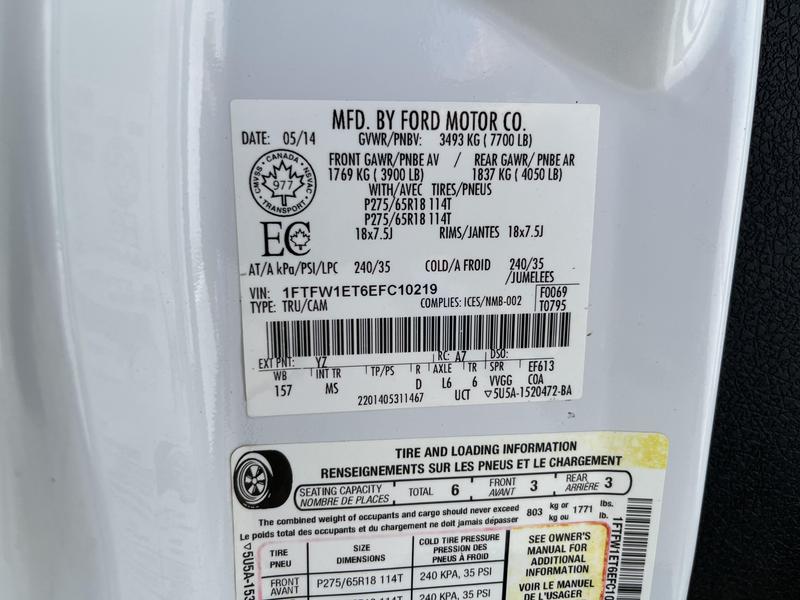 MFD. BY FORD MOTOR CO.
DATE: 05/14 GVWR/PNBV: 3493 KG ( 7700 LB)
FRONT GAWR/PNBE AV / REAR GAWR/ PNBE AR
1769 KG ( 3900 LB) 1837 KG ( 4050 LB)
WITH/AVEC TIRES/PNEUS
P275/65R18 114T
P275/65R18 114T
18x7.5J RIMS/JANTES 18x7.5J
CANADA
CMVSS 977 NSVAC
TRANSPORT
EC
AT/A kPa/PSI/LPC 240/35 COLD/A FROID 240/35
/JUMELEES
VIN: 1FTFW1ET6EFC10219 F0069
TYPE: TRU/CAM COMPLIES: ICES/NMB-002 T0795
EXT PNT: YZ RC: A7 DSO:
WB INT TR TP/PS R AXLE TR SPR EF613
157 MS D L6 6 VVGG COA
2201405311467 UCT ▽5U5A-1520472-BA
TIRE AND LOADING INFORMATION
RENSEIGNEMENTS SUR LES PNEUS ET LE CHARGEMENT
SEATING CAPACITY TOTAL 6 FRONT 3 REAR 3
NOMBRE DE PLACES AVANT ARRIÈRE
The combined weight of occupants and cargo should never exceed 803 kg or 1771 lbs.
Le poids total des occupants et du chargement ne doit jamais dépasser kg ou lb.
TIRE SIZE COLD TIRE PRESSURE
PNEU DIMENSIONS PRESSION DES
PNEUS À FROID
FRONT P275/65R18 114T 240 KPA, 35 PSI
AVANT
SEE OWNER'S
MANUAL FOR
ADDITIONAL
INFORMATION
VOIR LE MANUEL
DE L'USAGER
▽5U5A-153
1FTFW1ET6EFC10